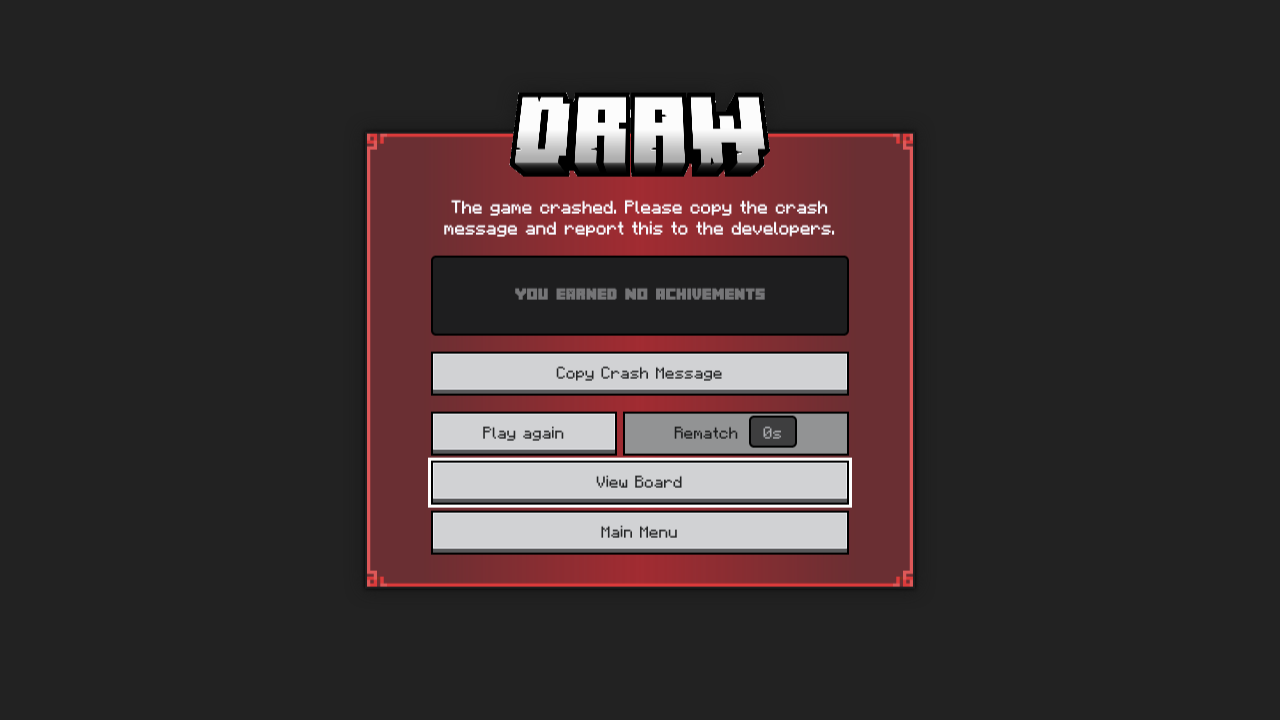 DRAW
The game crashed. Please copy the crash
message and report this to the developers.
YOU EARNED NO ACHIVEMENTS
Copy Crash Message
Play again
Rematch 0s
View Board
Main Menu